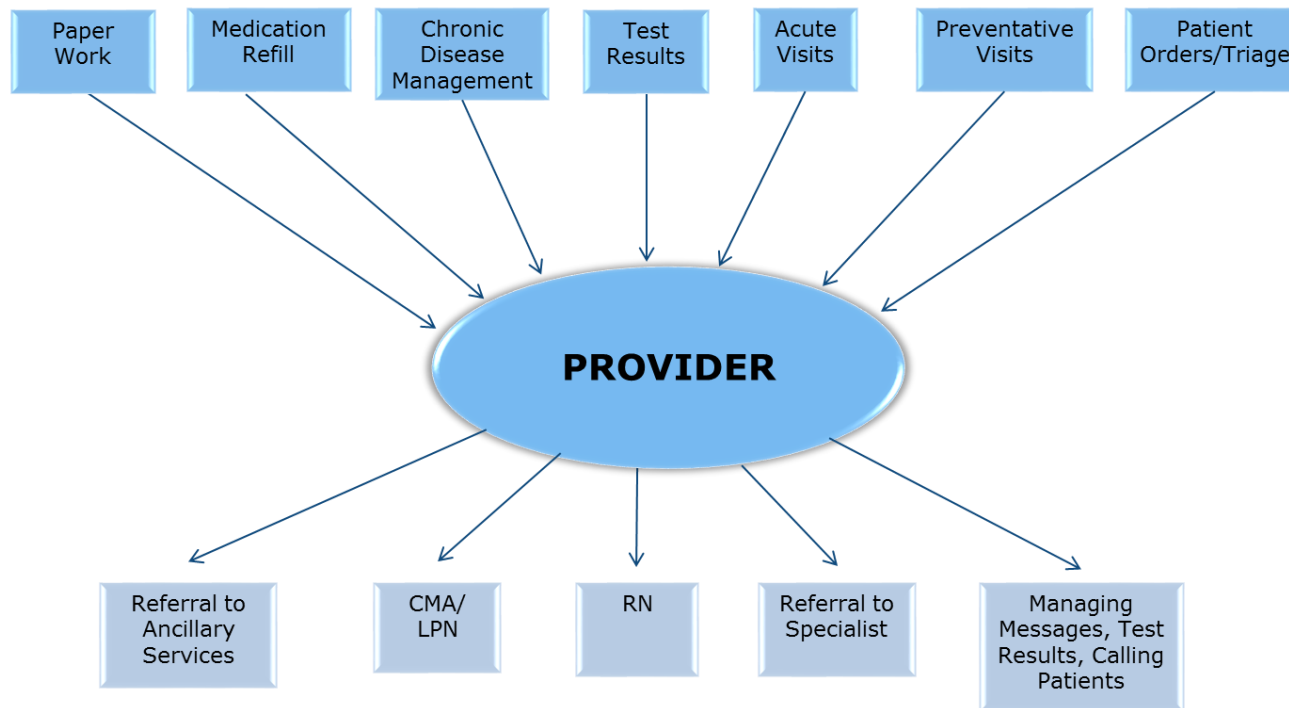 Paper
Work
Medication
Refill
Chronic
Disease
Management
Test
Results
Acute
Visits
Preventative
Visits
Patient
Orders/Triage
PROVIDER
Referral to
Ancillary
Services
CMA/
LPN
RN
Referral to
Specialist
Managing
Messages, Test
Results, Calling
Patients